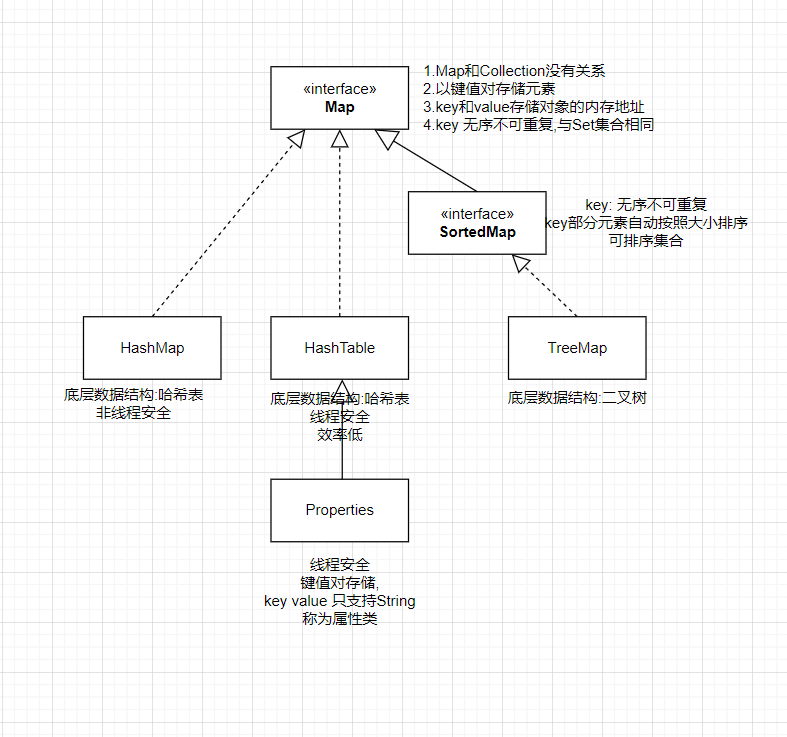 «interface»
Map
1.Map和Collection没有关系
2.以键值对存储元素
3.key和value存储对象的内存地址
4.key 无序不可重复,与Set集合相同
«interface»
SortedMap
key: 无序不可重复
key部分元素自动按照大小排序
可排序集合
HashMap
底层数据结构:哈希表
非线程安全
HashTable
底层数据结构:哈希表
线程安全
效率低
TreeMap
底层数据结构:二叉树
Properties
线程安全
键值对存储,
key value 只支持String
称为属性类